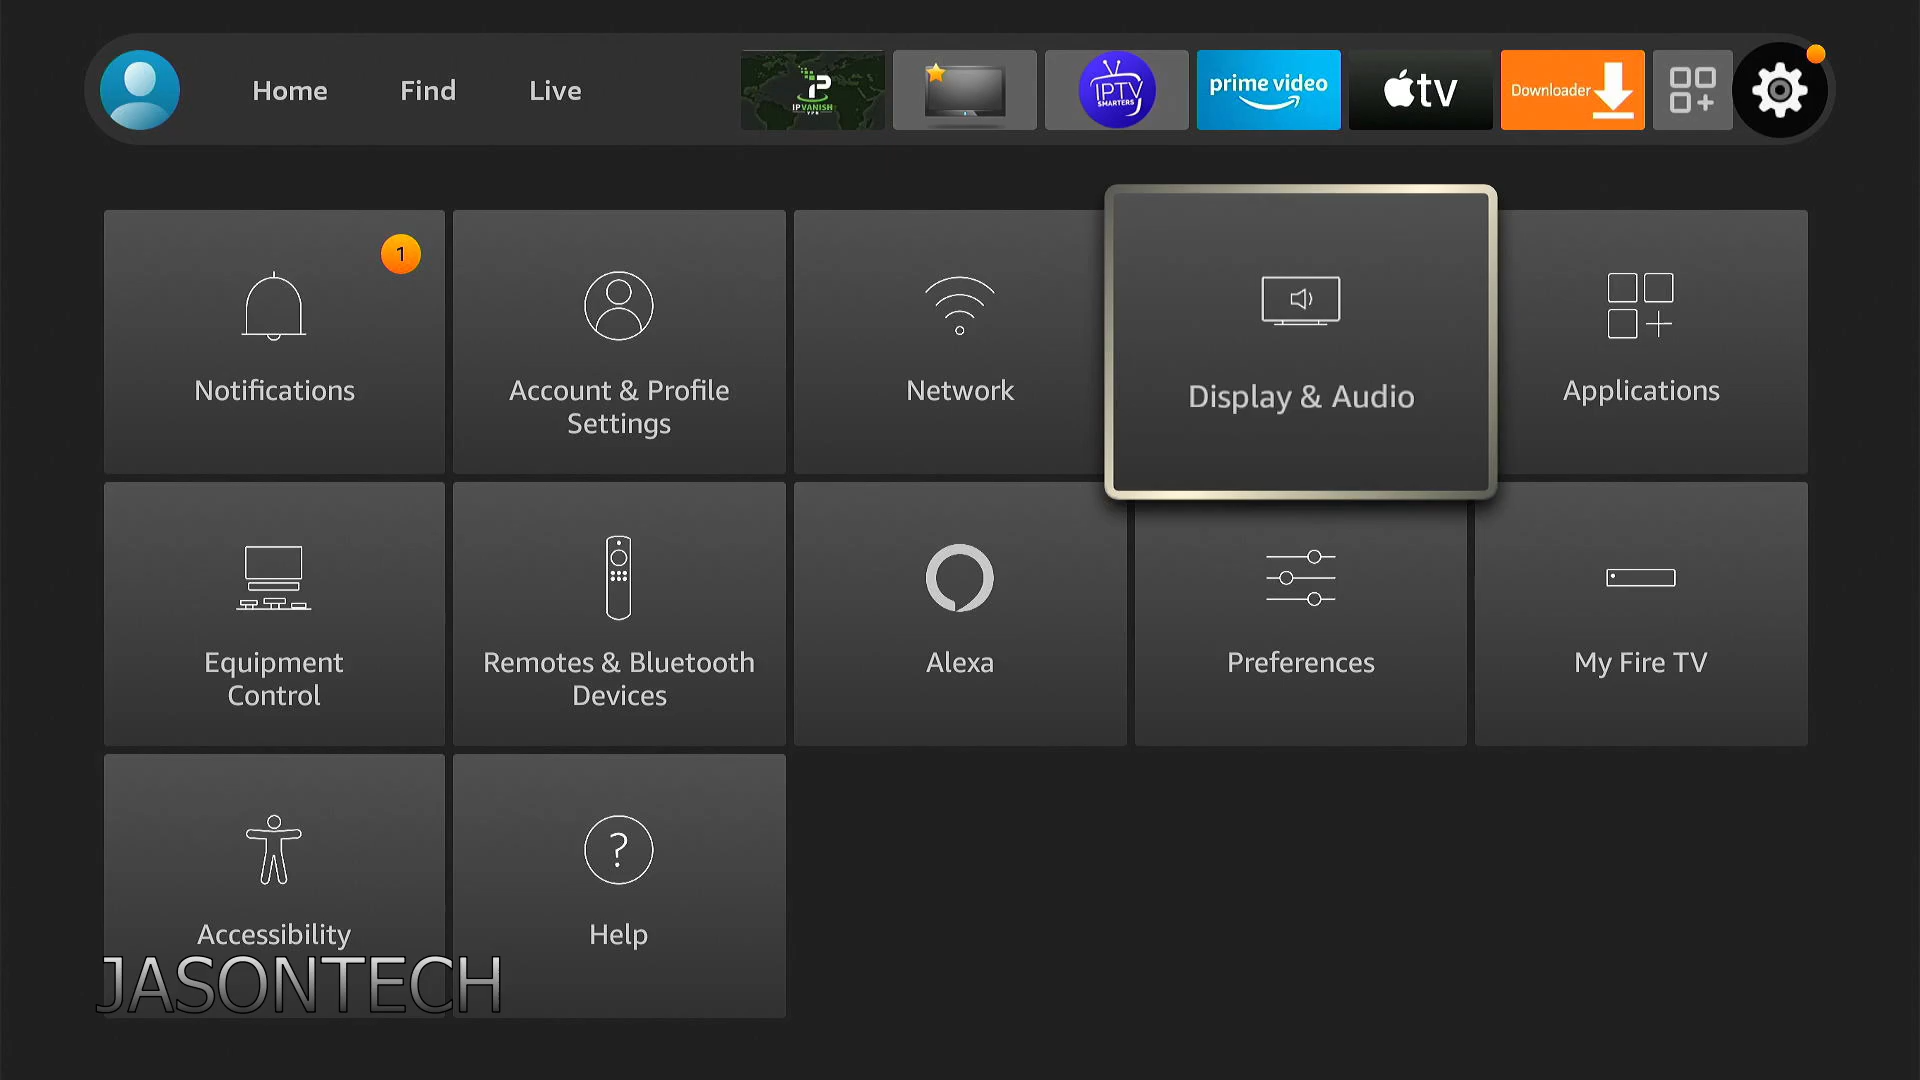 Home
Find
Live
IPVANISH
VPN
IPTV
SMARTERS
prime video
tv
Downloader
1
Notifications
Account & Profile
Settings
Network
Display & Audio
Applications
Equipment
Control
Remotes & Bluetooth
Devices
Alexa
Preferences
My Fire TV
Accessibility
Help
JASONTECH